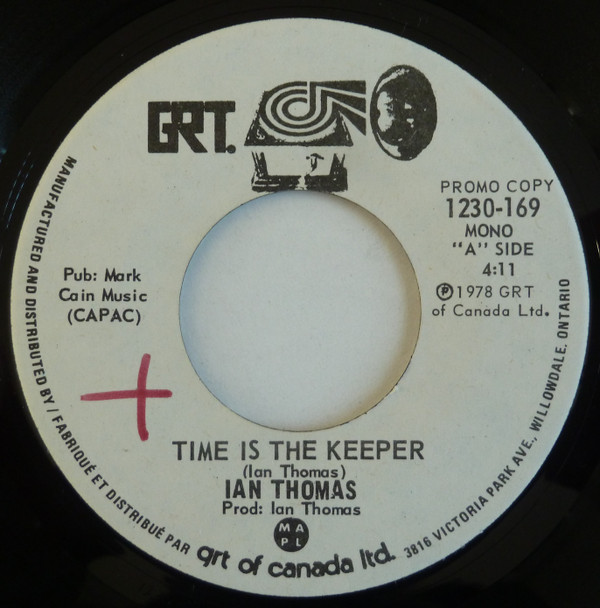 GRT.
PROMO COPY
1230-169
MONO
"A" SIDE
4:11
℗ 1978 GRT
of Canada Ltd.
Pub: Mark
Cain Music
(CAPAC)
TIME IS THE KEEPER
(Ian Thomas)
IAN THOMAS
Prod: Ian Thomas
M A
P L
MANUFACTURED AND DISTRIBUTED BY / FABRIQUÉ ET DISTRIBUÉ PAR grt of canada ltd. 3816 VICTORIA PARK AVE., WILLOWDALE, ONTARIO